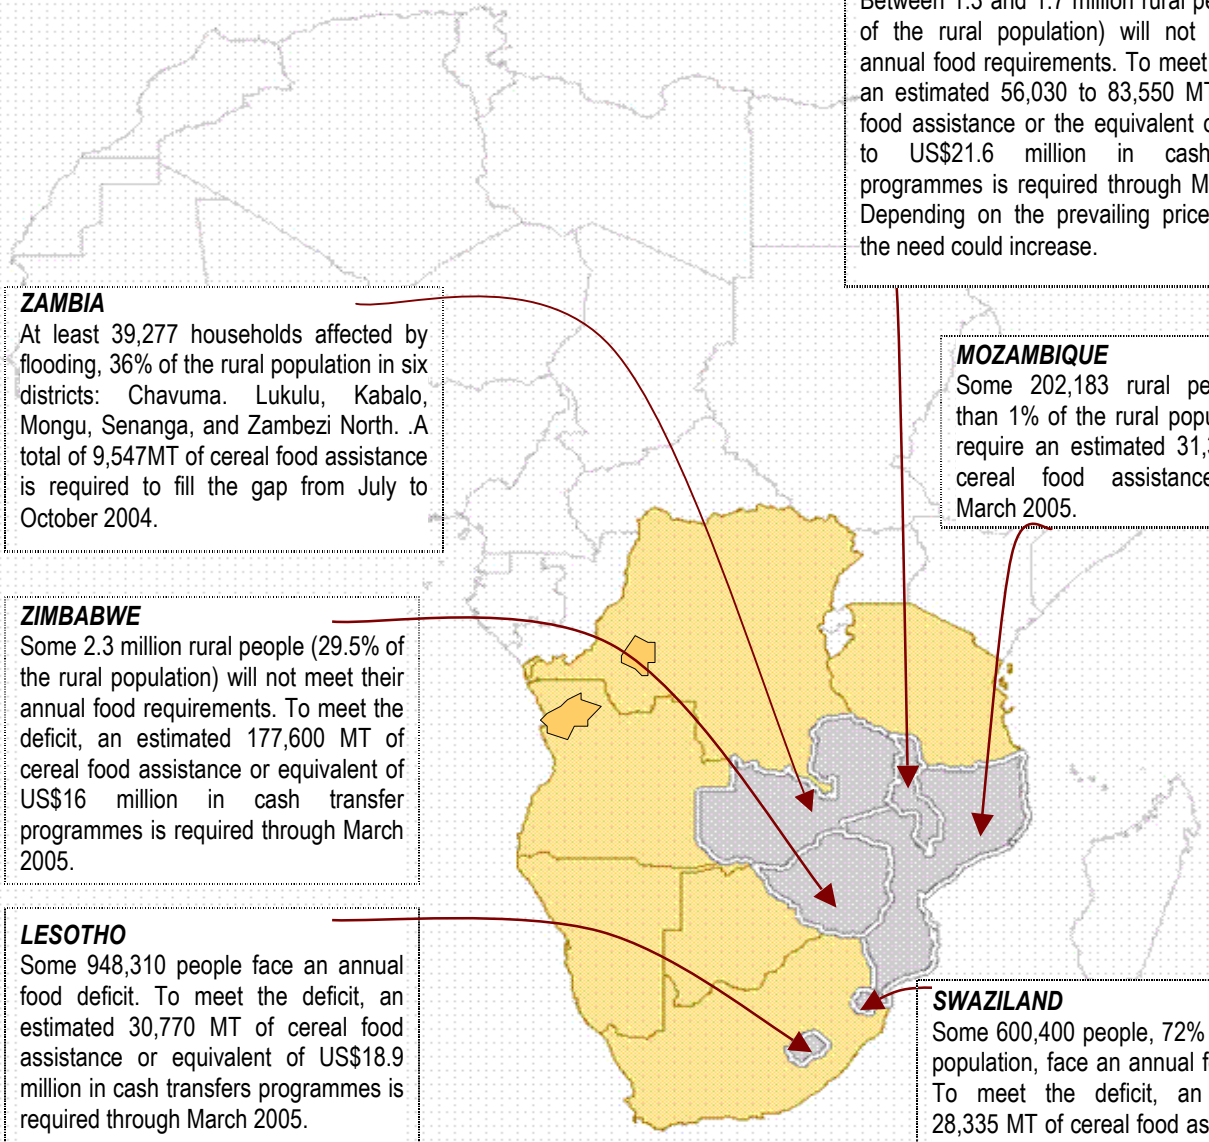 Between 1.3 and 1.7 million rural pe
of the rural population) will not
annual food requirements. To meet
an estimated 56,030 to 83,550 MT
food assistance or the equivalent
to US$21.6 million in cash
programmes is required through M
Depending on the prevailing price
the need could increase.
ZAMBIA
At least 39,277 households affected by
flooding, 36% of the rural population in six
districts: Chavuma. Lukulu, Kabalo,
Mongu, Senanga, and Zambezi North. .A
total of 9,547MT of cereal food assistance
is required to fill the gap from July to
October 2004.
MOZAMBIQUE
Some 202,183 rural pe
than 1% of the rural popu
require an estimated 31,
cereal food assistance
March 2005.
ZIMBABWE
Some 2.3 million rural people (29.5% of
the rural population) will not meet their
annual food requirements. To meet the
deficit, an estimated 177,600 MT of
cereal food assistance or equivalent of
US$16 million in cash transfer
programmes is required through March
2005.
LESOTHO
Some 948,310 people face an annual
food deficit. To meet the deficit, an
estimated 30,770 MT of cereal food
assistance or equivalent of US$18.9
million in cash transfers programmes is
required through March 2005.
SWAZILAND
Some 600,400 people, 72%
population, face an annual f
To meet the deficit, an
28,335 MT of cereal food as